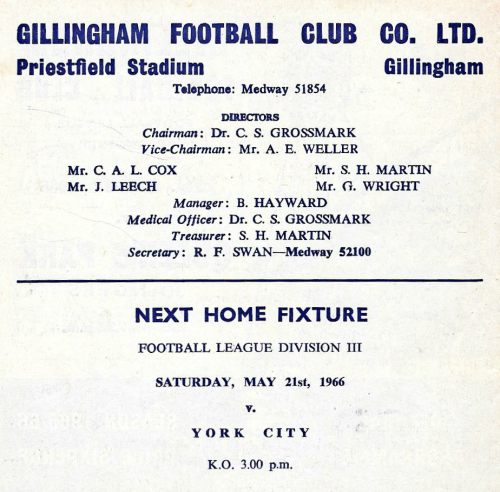 GILLINGHAM FOOTBALL CLUB CO. LTD.
Priestfield Stadium Gillingham
Telephone: Medway 51854
DIRECTORS
Chairman: Dr. C. S. GROSSMARK
Vice-Chairman: Mr. A. E. WELLER
Mr. C. A. L. COX Mr. S. H. MARTIN
Mr. J. LEECH Mr. G. WRIGHT
Manager: B. HAYWARD
Medical Officer: Dr. C. S. GROSSMARK
Treasurer: S. H. MARTIN
Secretary: R. F. SWAN—Medway 52100
NEXT HOME FIXTURE
FOOTBALL LEAGUE DIVISION III
SATURDAY, MAY 21st, 1966
v.
YORK CITY
K.O. 3.00 p.m.